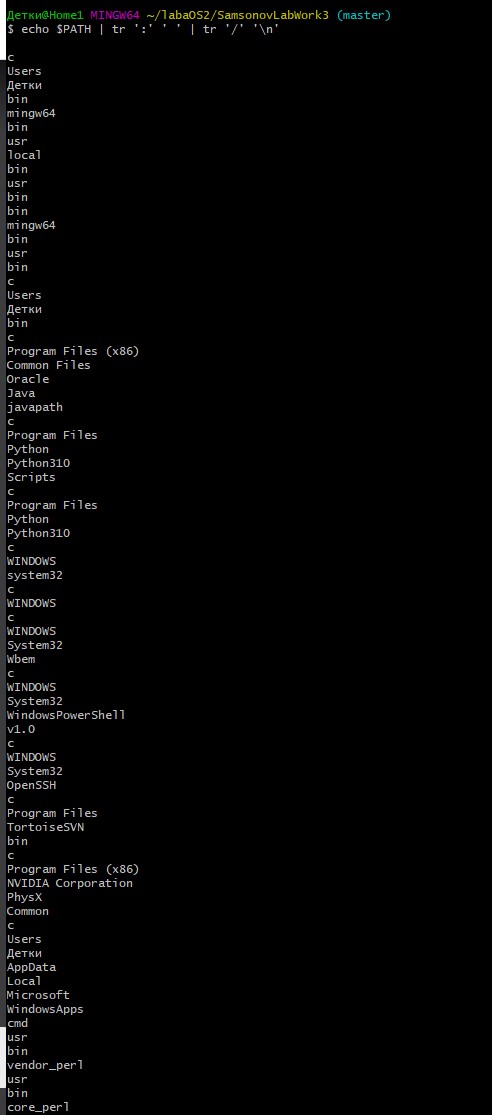 Детки@Home1 MINGW64 ~/labaOS2/SamsonovLabWork3 (master)
$ echo $PATH | tr ':' ' ' | tr '/' '\n'
c
Users
Детки
bin
mingw64
bin
usr
local
bin
usr
bin
bin
mingw64
bin
usr
bin
c
Users
Детки
bin
c
Program Files (x86)
Common Files
Oracle
Java
javapath
c
Program Files
Python
Python310
Scripts
c
Program Files
Python
Python310
c
WINDOWS
system32
c
WINDOWS
c
WINDOWS
System32
Wbem
c
WINDOWS
System32
WindowsPowerShell
v1.0
c
WINDOWS
System32
OpenSSH
c
Program Files
TortoiseSVN
bin
c
Program Files (x86)
NVIDIA Corporation
PhysX
Common
c
Users
Детки
AppData
Local
Microsoft
WindowsApps
cmd
usr
bin
vendor_perl
usr
bin
core_perl